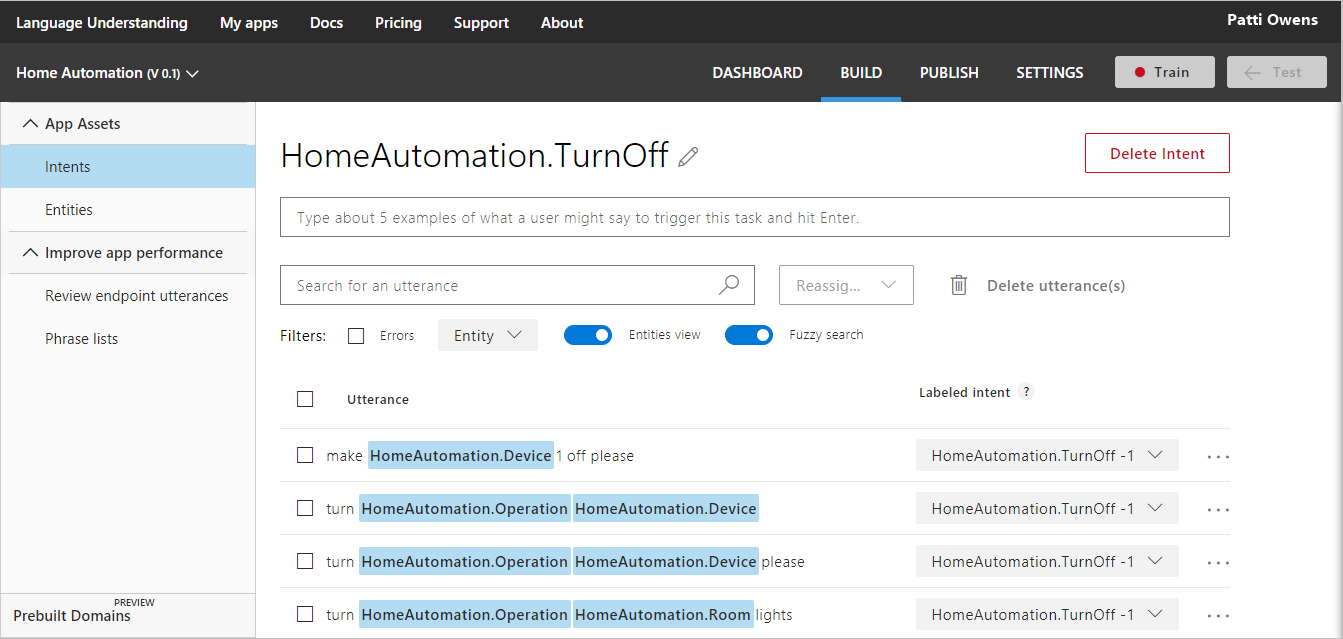 Language Understanding My apps Docs Pricing Support About Patti Owens
Home Automation (V 0.1) DASHBOARD BUILD PUBLISH SETTINGS Train Test
App Assets
Intents
Entities
Improve app performance
Review endpoint utterances
Phrase lists
PREVIEW
Prebuilt Domains
HomeAutomation.TurnOff Delete Intent
Type about 5 examples of what a user might say to trigger this task and hit Enter.
Search for an utterance Reassig... Delete utterance(s)
Filters: Errors Entity Entities view Fuzzy search
Utterance Labeled intent ?
make HomeAutomation.Device 1 off please HomeAutomation.TurnOff -1 ...
turn HomeAutomation.Operation HomeAutomation.Device HomeAutomation.TurnOff -1 ...
turn HomeAutomation.Operation HomeAutomation.Device please HomeAutomation.TurnOff -1 ...
turn HomeAutomation.Operation HomeAutomation.Room lights HomeAutomation.TurnOff -1 ...